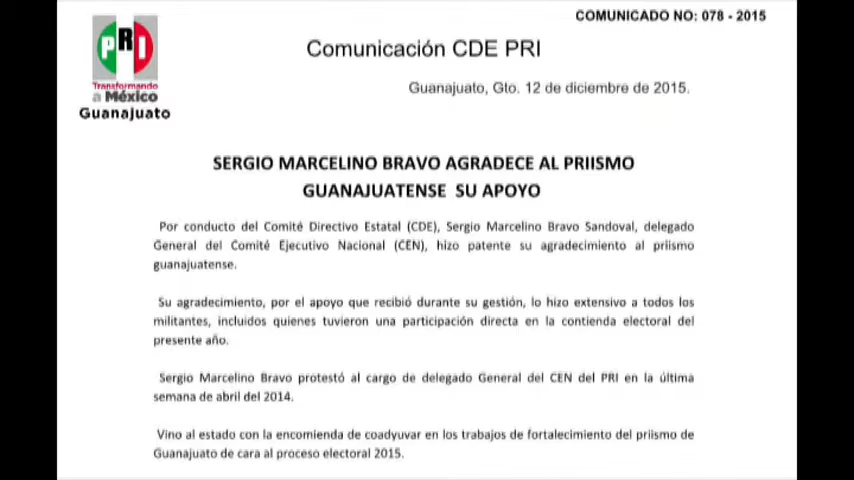 COMUNICADO NO: 078 - 2015
PRI
Transformando
a México
Guanajuato
Comunicación CDE PRI
Guanajuato, Gto. 12 de diciembre de 2015.
SERGIO MARCELINO BRAVO AGRADECE AL PRIISMO
GUANAJUATENSE SU APOYO
Por conducto del Comité Directivo Estatal (CDE), Sergio Marcelino Bravo Sandoval, delegado
General del Comité Ejecutivo Nacional (CEN), hizo patente su agradecimiento al priismo
guanajuatense.
Su agradecimiento, por el apoyo que recibió durante su gestión, lo hizo extensivo a todos los
militantes, incluidos quienes tuvieron una participación directa en la contienda electoral del
presente año.
Sergio Marcelino Bravo protestó al cargo de delegado General del CEN del PRI en la última
semana de abril del 2014.
Vino al estado con la encomienda de coadyuvar en los trabajos de fortalecimiento del priismo de
Guanajuato de cara al proceso electoral 2015.